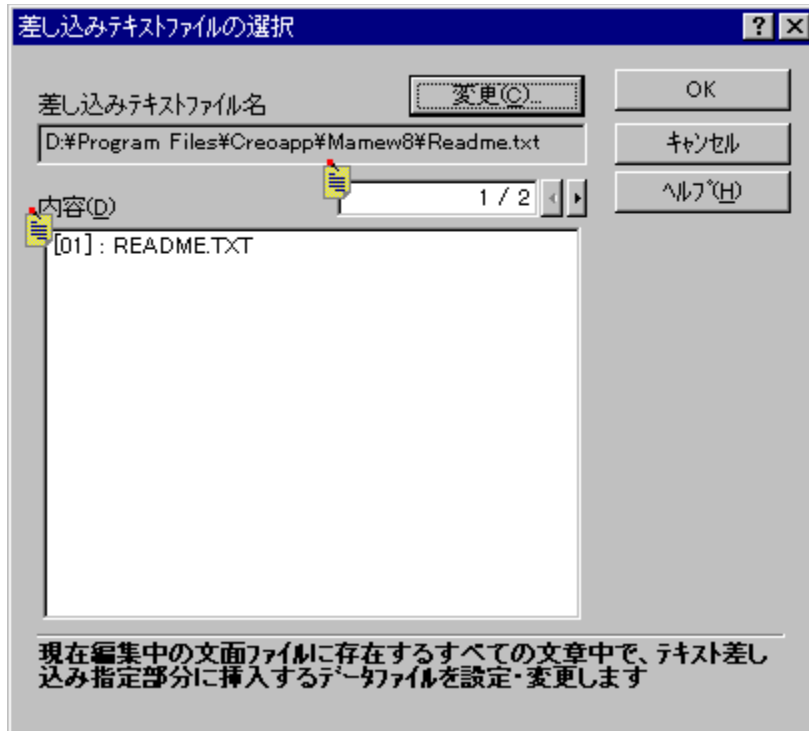 差し込みテキストファイルの選択
差し込みテキストファイル名
変更(C)...
OK
D:¥Program Files¥Creoapp¥Mamew8¥Readme.txt
キャンセル
1 / 2
ヘルプ(H)
内容(D)
[01] : README.TXT
現在編集中の文面ファイルに存在するすべての文章中で、テキスト差し
込み指定部分に挿入するデータファイルを設定・変更します